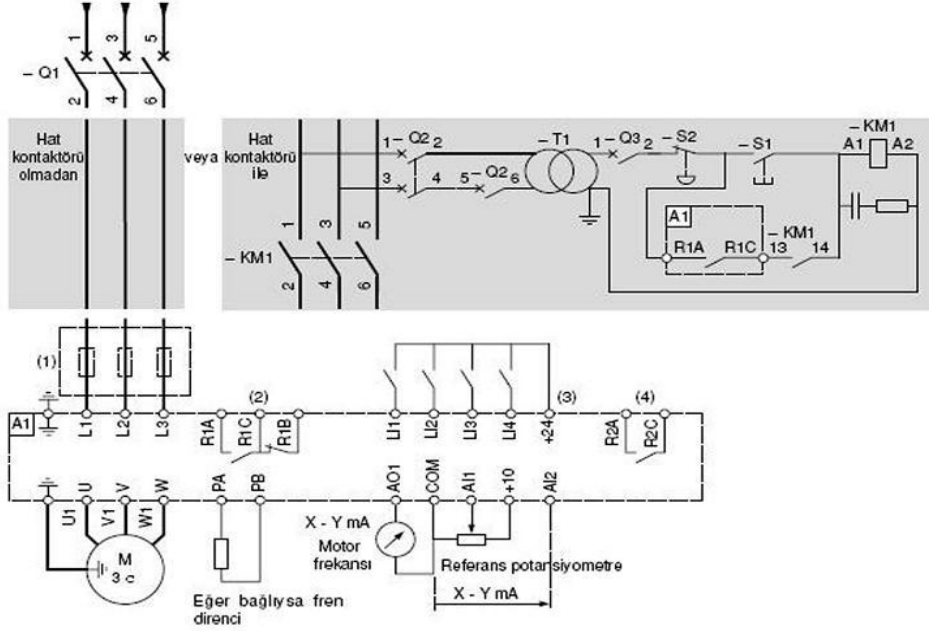 1 3 5
– Q1
2 4 6
Hat kontaktörü olmadan
veya
Hat kontaktörü ile
1 – Q2 2
3 4 5 – Q2 6
– T1
1 – Q3 2
– S2
– S1
– KM1
A1 A2
A1
R1A R1C
– KM1
13 14
1 3 5
– KM1
2 4 6
(1)
(2)
(3)
(4)
A1
L1 L2 L3
R1A R1C R1B
LI1 LI2 LI3 LI4 +24
R2A R2C
U V W
PA PB
AO1 COM AI1 +10 AI2
U1 V1 W1
M
3 c
X - Y mA
Motor
frekansı
Referans potansiyometre
X - Y mA
Eğer bağlıysa fren
direnci